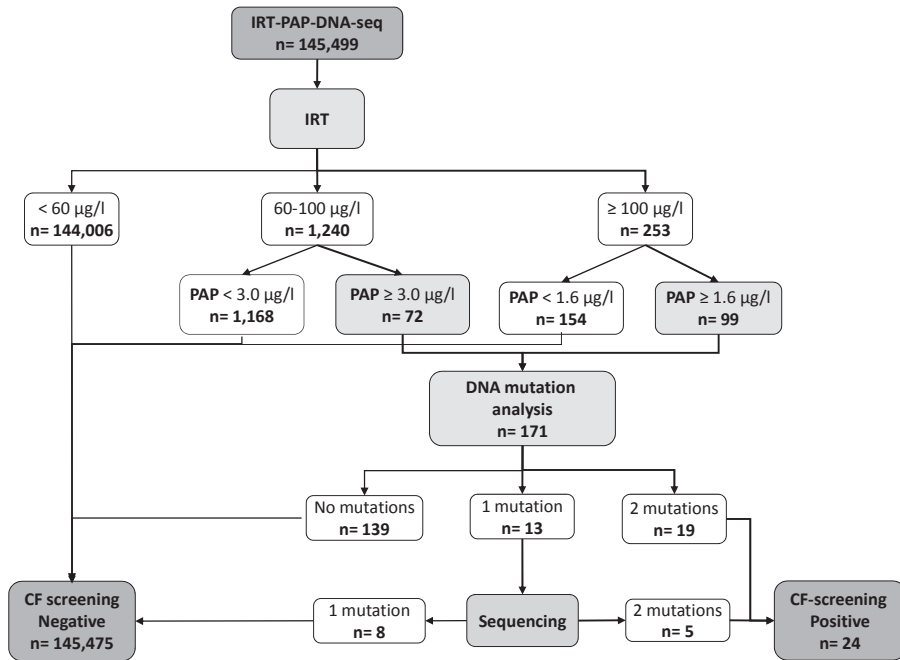 IRT-PAP-DNA-seq
n= 145,499
IRT
< 60 µg/l
n= 144,006
60-100 µg/l
n= 1,240
≥ 100 µg/l
n= 253
PAP < 3.0 µg/l
n= 1,168
PAP ≥ 3.0 µg/l
n= 72
PAP < 1.6 µg/l
n= 154
PAP ≥ 1.6 µg/l
n= 99
DNA mutation
analysis
n= 171
No mutations
n= 139
1 mutation
n= 13
2 mutations
n= 19
CF screening
Negative
n= 145,475
1 mutation
n= 8
Sequencing
2 mutations
n= 5
CF-screening
Positive
n= 24